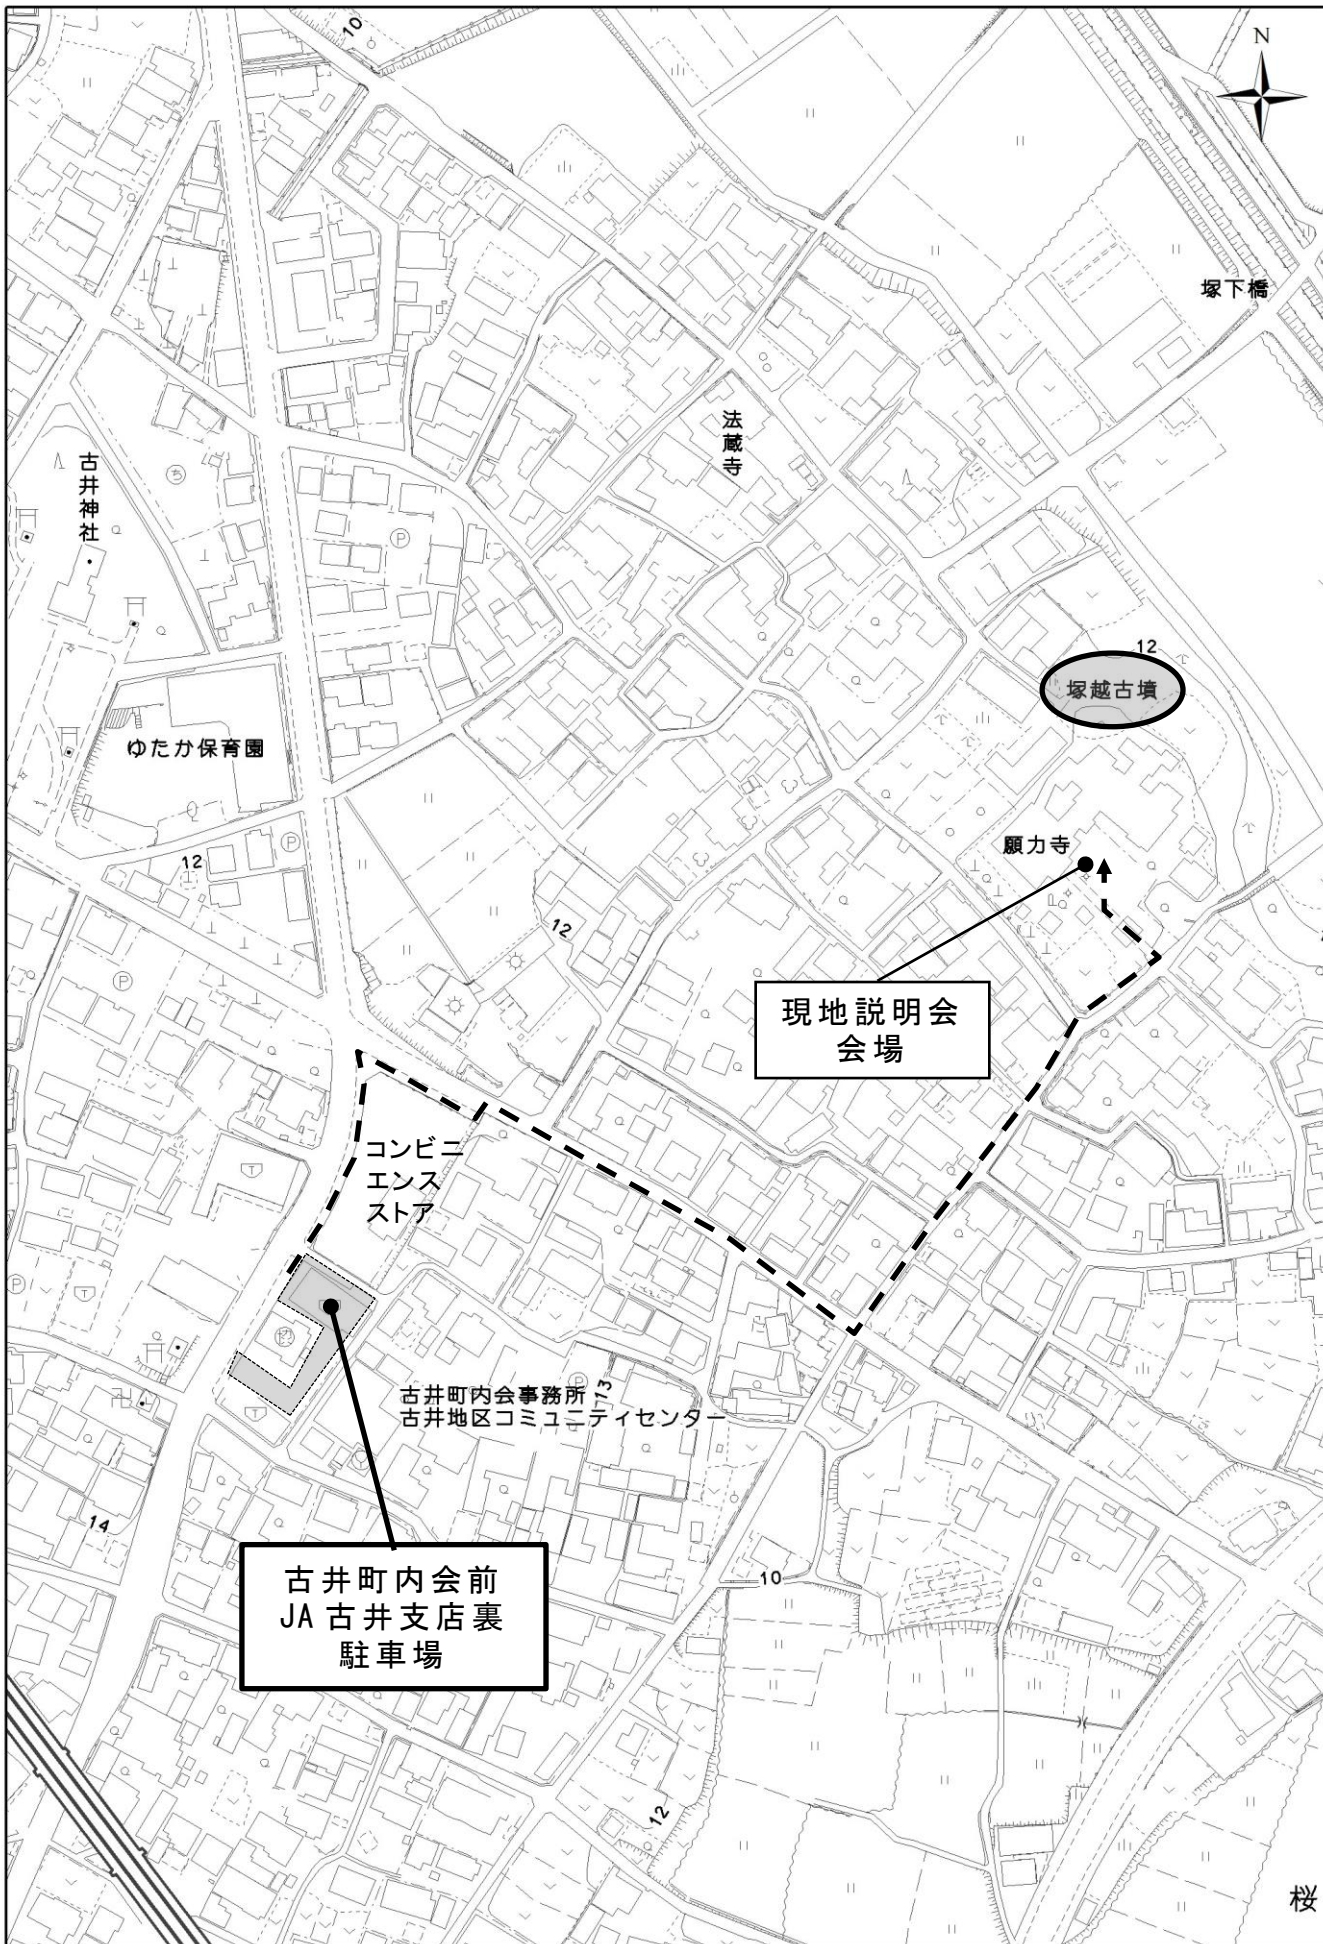 10
N
塚下橋
法蔵寺
古井神社
ち
P
12
塚越古墳
ゆたか保育園
願力寺
12
P
12
P
現地説明会
会場
コンビニ
エンス
ストア
P
P
13
古井町内会事務所
古井地区コミュニティセンター
14
10
古井町内会前
JA古井支店裏
駐車場
12
桜